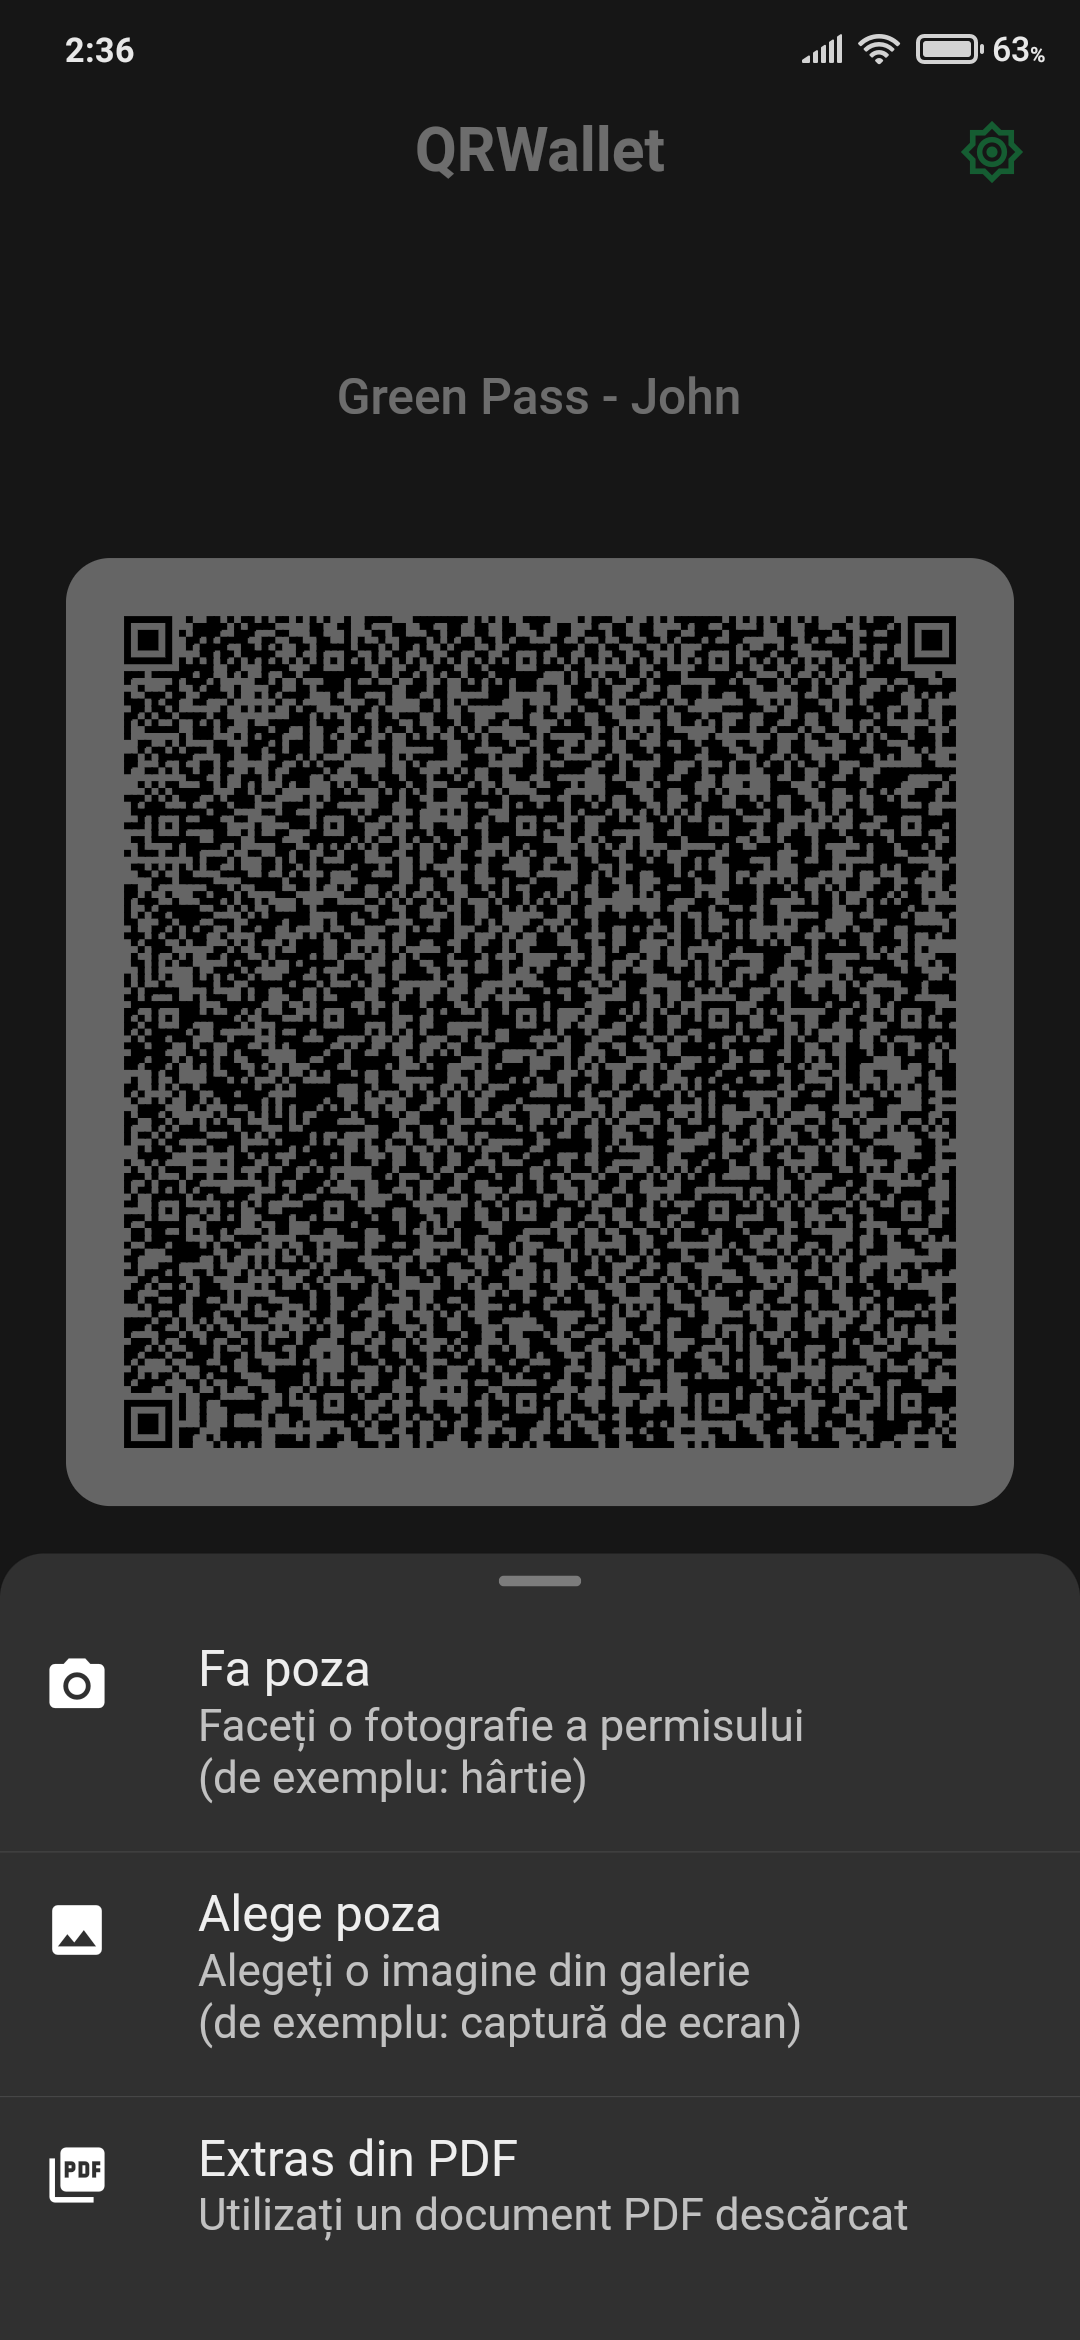 2:36
63%
QRWallet
Green Pass - John
Fa poza
Faceți o fotografie a permisului
(de exemplu: hârtie)
Alege poza
Alegeți o imagine din galerie
(de exemplu: captură de ecran)
PDF
Extras din PDF
Utilizați un document PDF descărcat